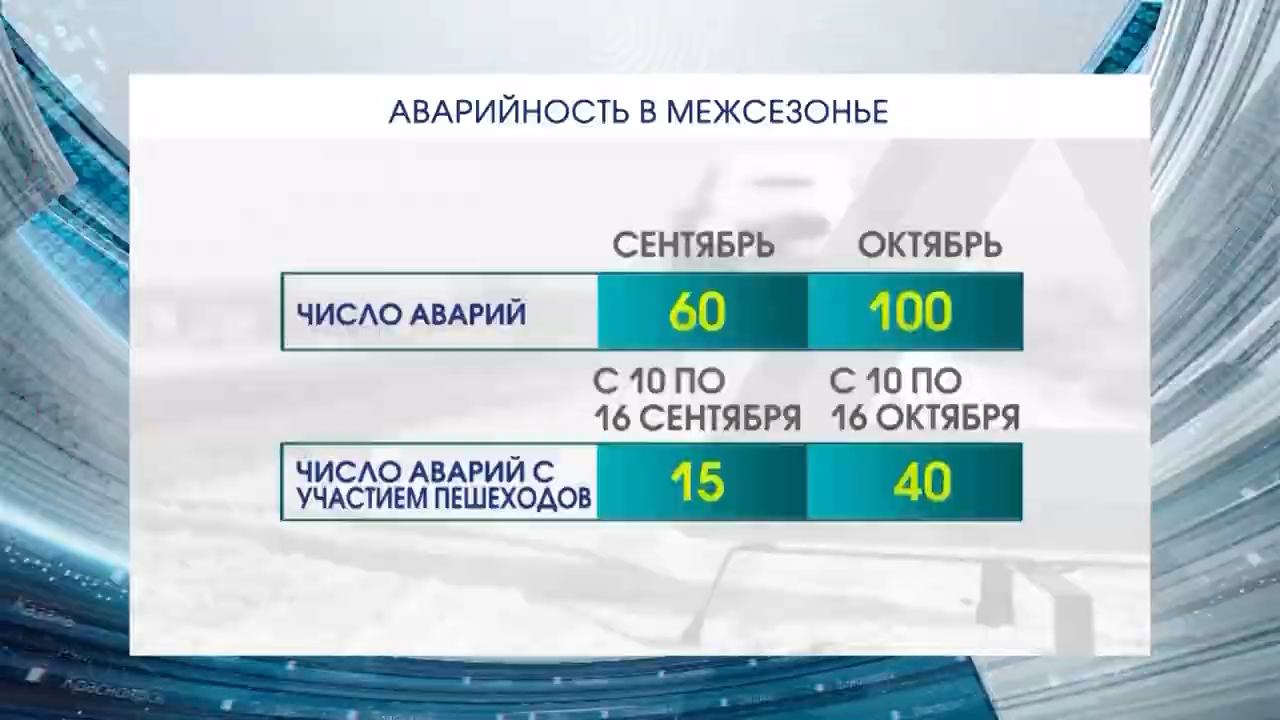 АВАРИЙНОСТЬ В МЕЖСЕЗОНЬЕ
СЕНТЯБРЬ ОКТЯБРЬ
ЧИСЛО АВАРИЙ 60 100
С 10 ПО С 10 ПО
16 СЕНТЯБРЯ 16 ОКТЯБРЯ
ЧИСЛО АВАРИЙ С
УЧАСТИЕМ ПЕШЕХОДОВ 15 40
Казань